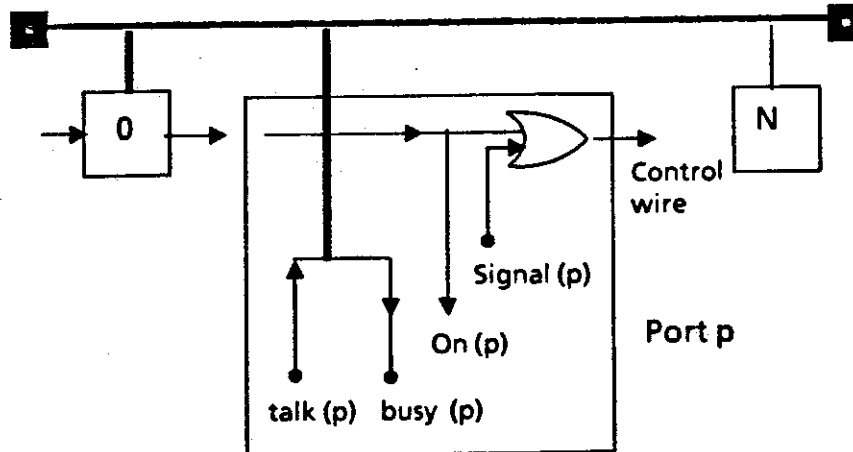 0
N
Control
wire
Signal (p)
On (p)
Port p
talk (p) busy (p)